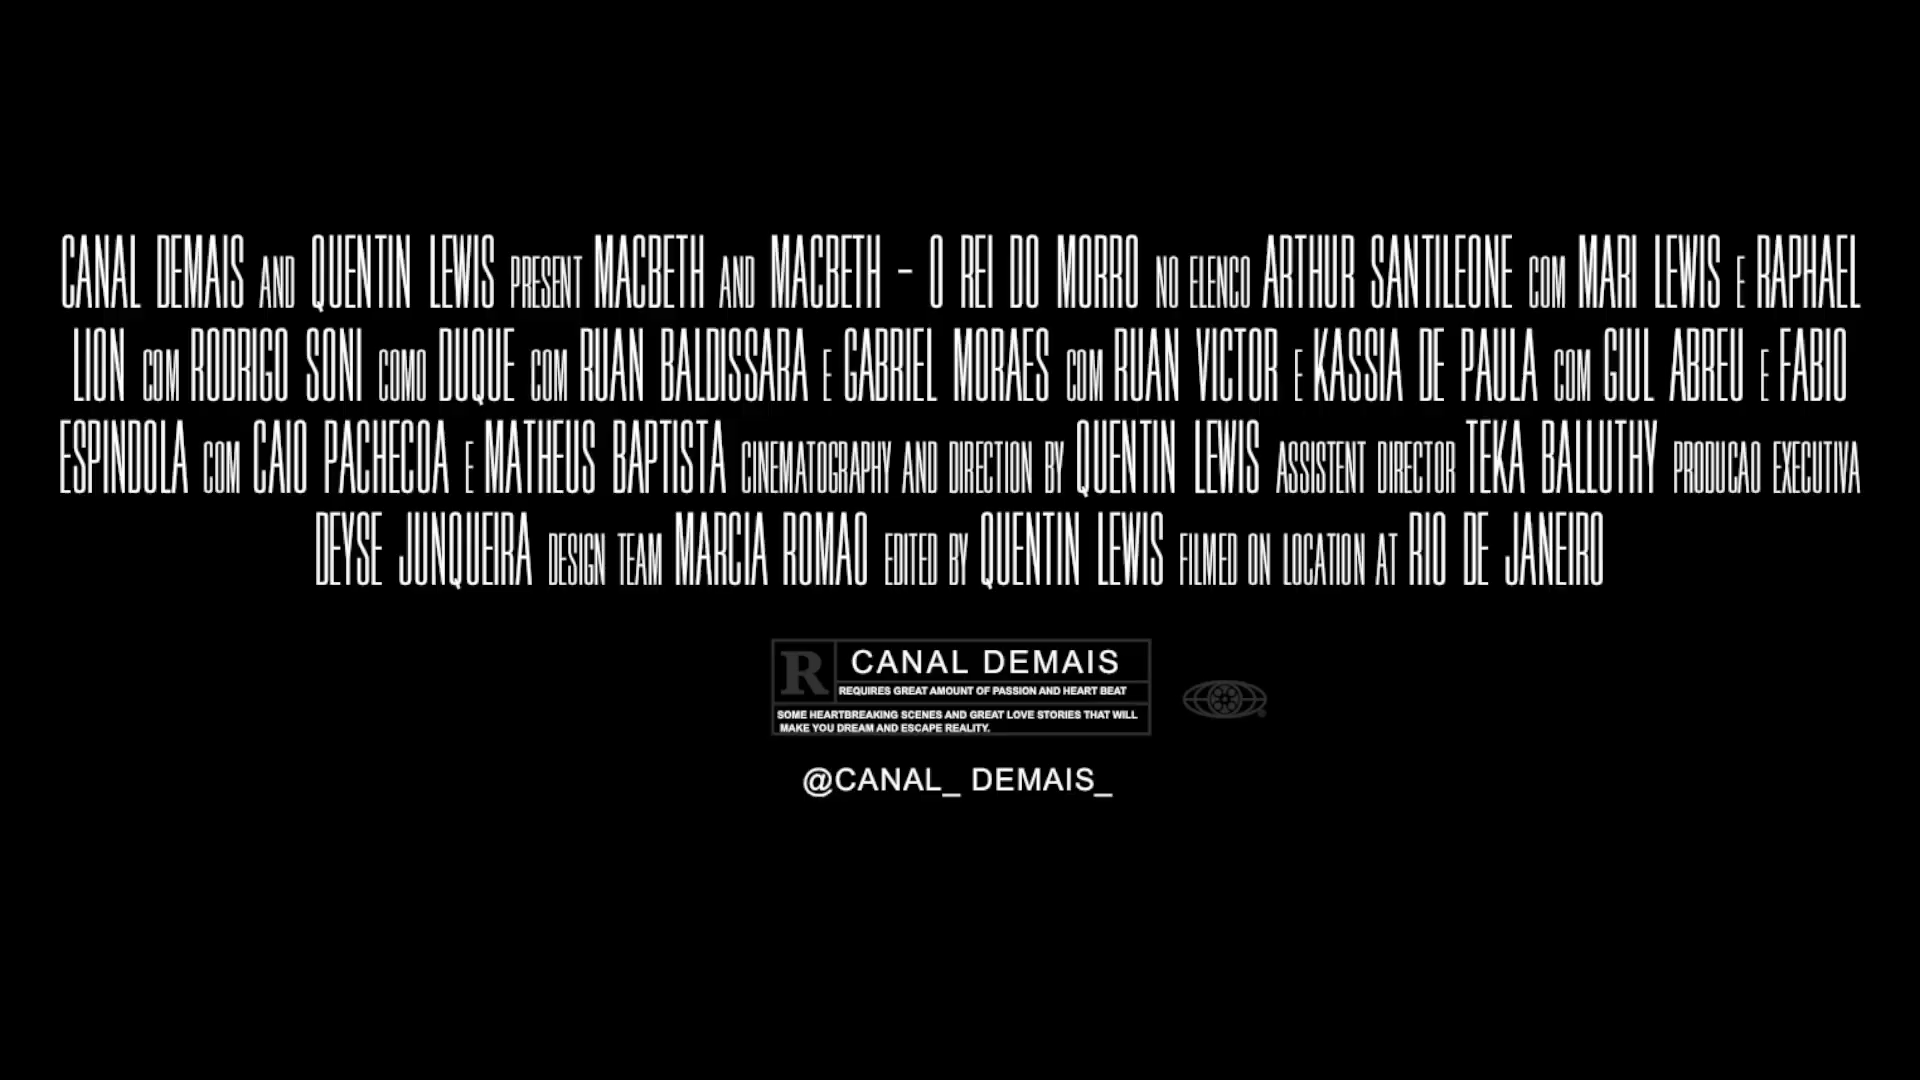 CANAL DEMAIS AND QUENTIN LEWIS PRESENT MACBETH AND MACBETH - O REI DO MORRO NO ELENCO ARTHUR SANTILEONE COM MARI LEWIS E RAPHAEL
LION COM RODRIGO SONI COMO DUQUE COM RUAN BALDISSARA E GABRIEL MORAES COM RUAN VICTOR E KASSIA DE PAULA COM GIUL ABREU E FABIO
ESPINDOLA COM CAIO PACHECOA E MATHEUS BAPTISTA CINEMATOGRAPHY AND DIRECTION BY QUENTIN LEWIS ASSISTENT DIRECTOR TEKA BALLUTHY PRODUCAO EXECUTIVA
DEYSE JUNQUEIRA DESIGN TEAM MARCIA ROMAO EDITED BY QUENTIN LEWIS FILMED ON LOCATION AT RIO DE JANEIRO
R CANAL DEMAIS
REQUIRES GREAT AMOUNT OF PASSION AND HEART BEAT
SOME HEARTBREAKING SCENES AND GREAT LOVE STORIES THAT WILL
MAKE YOU DREAM AND ESCAPE REALITY.
@CANAL_ DEMAIS_